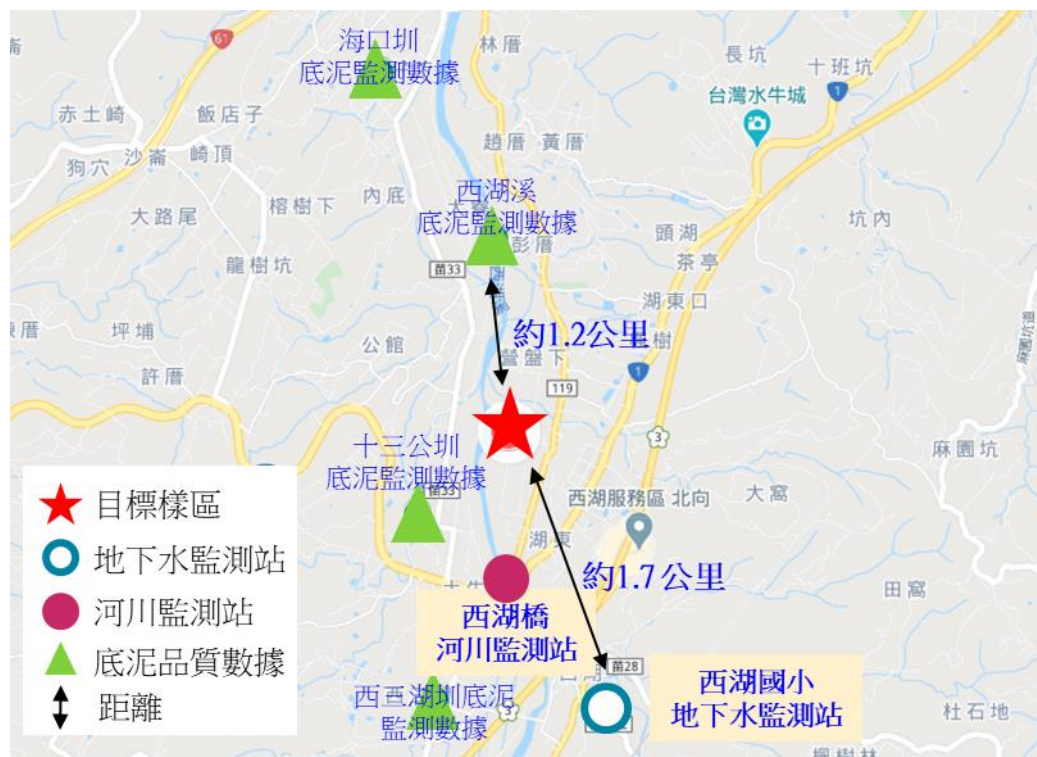 海口圳
底泥監測數據
林厝
長坑
十班坑
61
1
台灣水牛城
赤土崎
飯店子
狗穴
沙崙
崎頂
趙厝
黃厝
榕樹下
內底
大路尾
西湖溪
底泥監測數據
彭厝
坑內
頭湖
茶亭
龍樹坑
苗33
湖東口
坪埔
約1.2公里
公館
營盤下
1
許厝
119
麻園坑
十三公圳
底泥監測數據
苗33
3
西湖服務區 北向
大窩
目標樣區
地下水監測站
河川監測站
底泥品質數據
距離
湖東
約1.7公里
田窩
西湖橋
河川監測站
苗28
西湖國小
地下水監測站
西三湖圳底泥
監測數據
3
杜石地
楓樹林